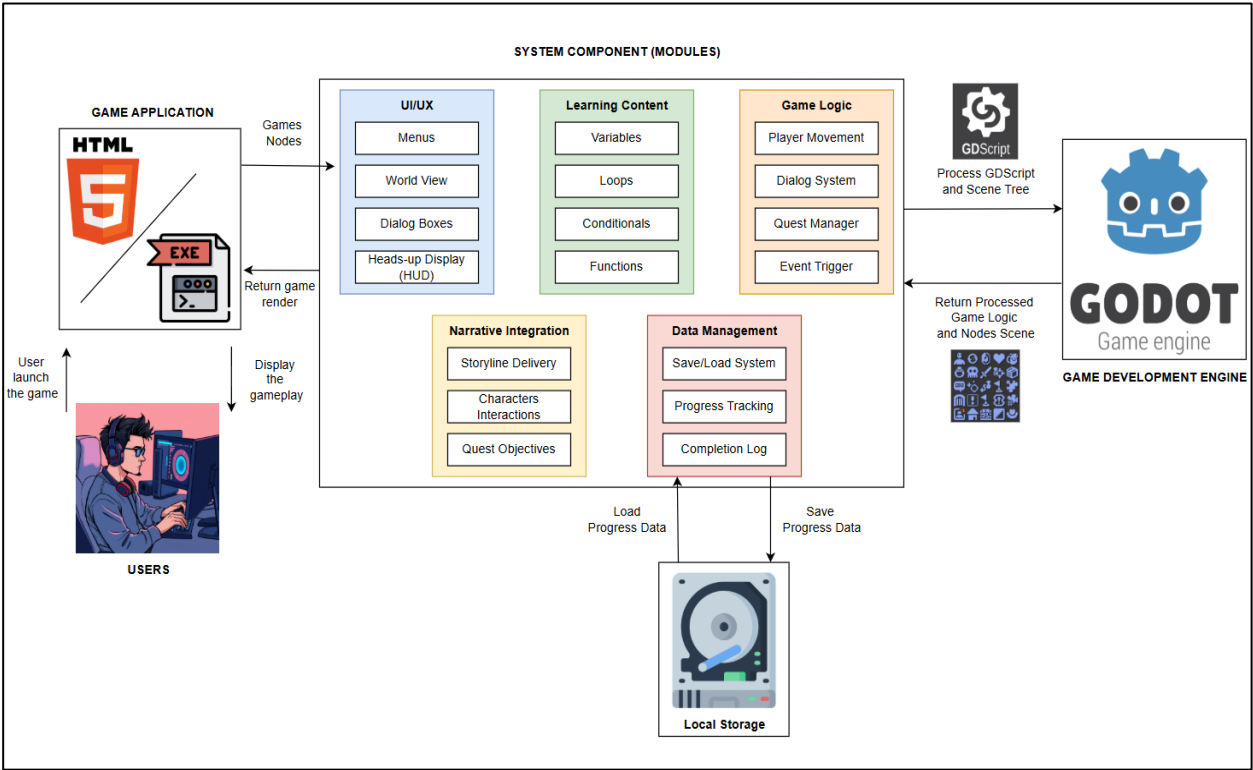 SYSTEM COMPONENT (MODULES)
GAME APPLICATION
HTML
5
EXE
Games
Nodes
Return game
render
User
launch
the game
Display
the
gameplay
USERS
UI/UX
Menus
World View
Dialog Boxes
Heads-up Display
(HUD)
Learning Content
Variables
Loops
Conditionals
Functions
Game Logic
Player Movement
Dialog System
Quest Manager
Event Trigger
Narrative Integration
Storyline Delivery
Characters
Interactions
Quest Objectives
Data Management
Save/Load System
Progress Tracking
Completion Log
Load
Progress Data
Save
Progress Data
Local Storage
GDScript
Process GDScript
and Scene Tree
Return Processed
Game Logic
and Nodes Scene
GODOT
Game engine
GAME DEVELOPMENT ENGINE